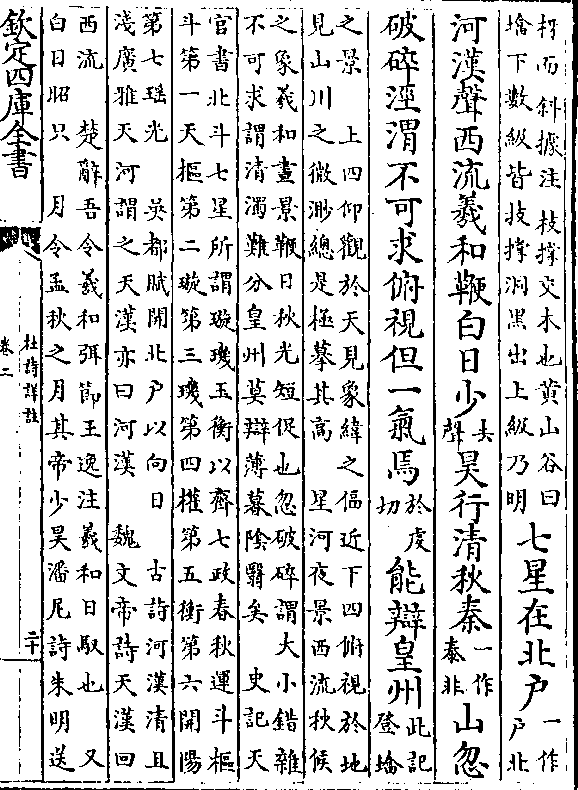 枒而斜據注枝撐交木也黄山谷曰
墖下數級皆技撐洞黑出上級乃明
七星在北户
一作
户北
河漢聲西流羲和鞭白日少
去
聲
昊行清秋秦
一作
泰非
山忽
破碎涇渭不可求俯視但一氣焉
於虔
切
能辯皇州
此記
登墖
之景 上四仰觀於天見象緯之偪近下四俯視於地
見山川之微渺總是極摹其高 星河夜景西流秋候
之象羲和晝景鞭日秋光短促也忽破碎謂大小錯雜
不可求謂清濁難分皇州莫辯薄暮陰翳矣 史記天
官書北斗七星所謂璇璣玉衡以齊七政春秋運斗樞
斗第一天樞第二璇第三璣第四權第五衡第六開陽
第七瑶光 吳都賦開北户以向日 古詩河漢清且
淺廣雅天河謂之天漢亦曰河漢 魏文帝詩天漢回
西流 楚辭吾令羲和弭節王逸注羲和日馭也 又
白日昭只 月令孟秋之月其帝少昊潘尼詩朱明送
欽定四庫全書
杜詩詳註
卷二
二十